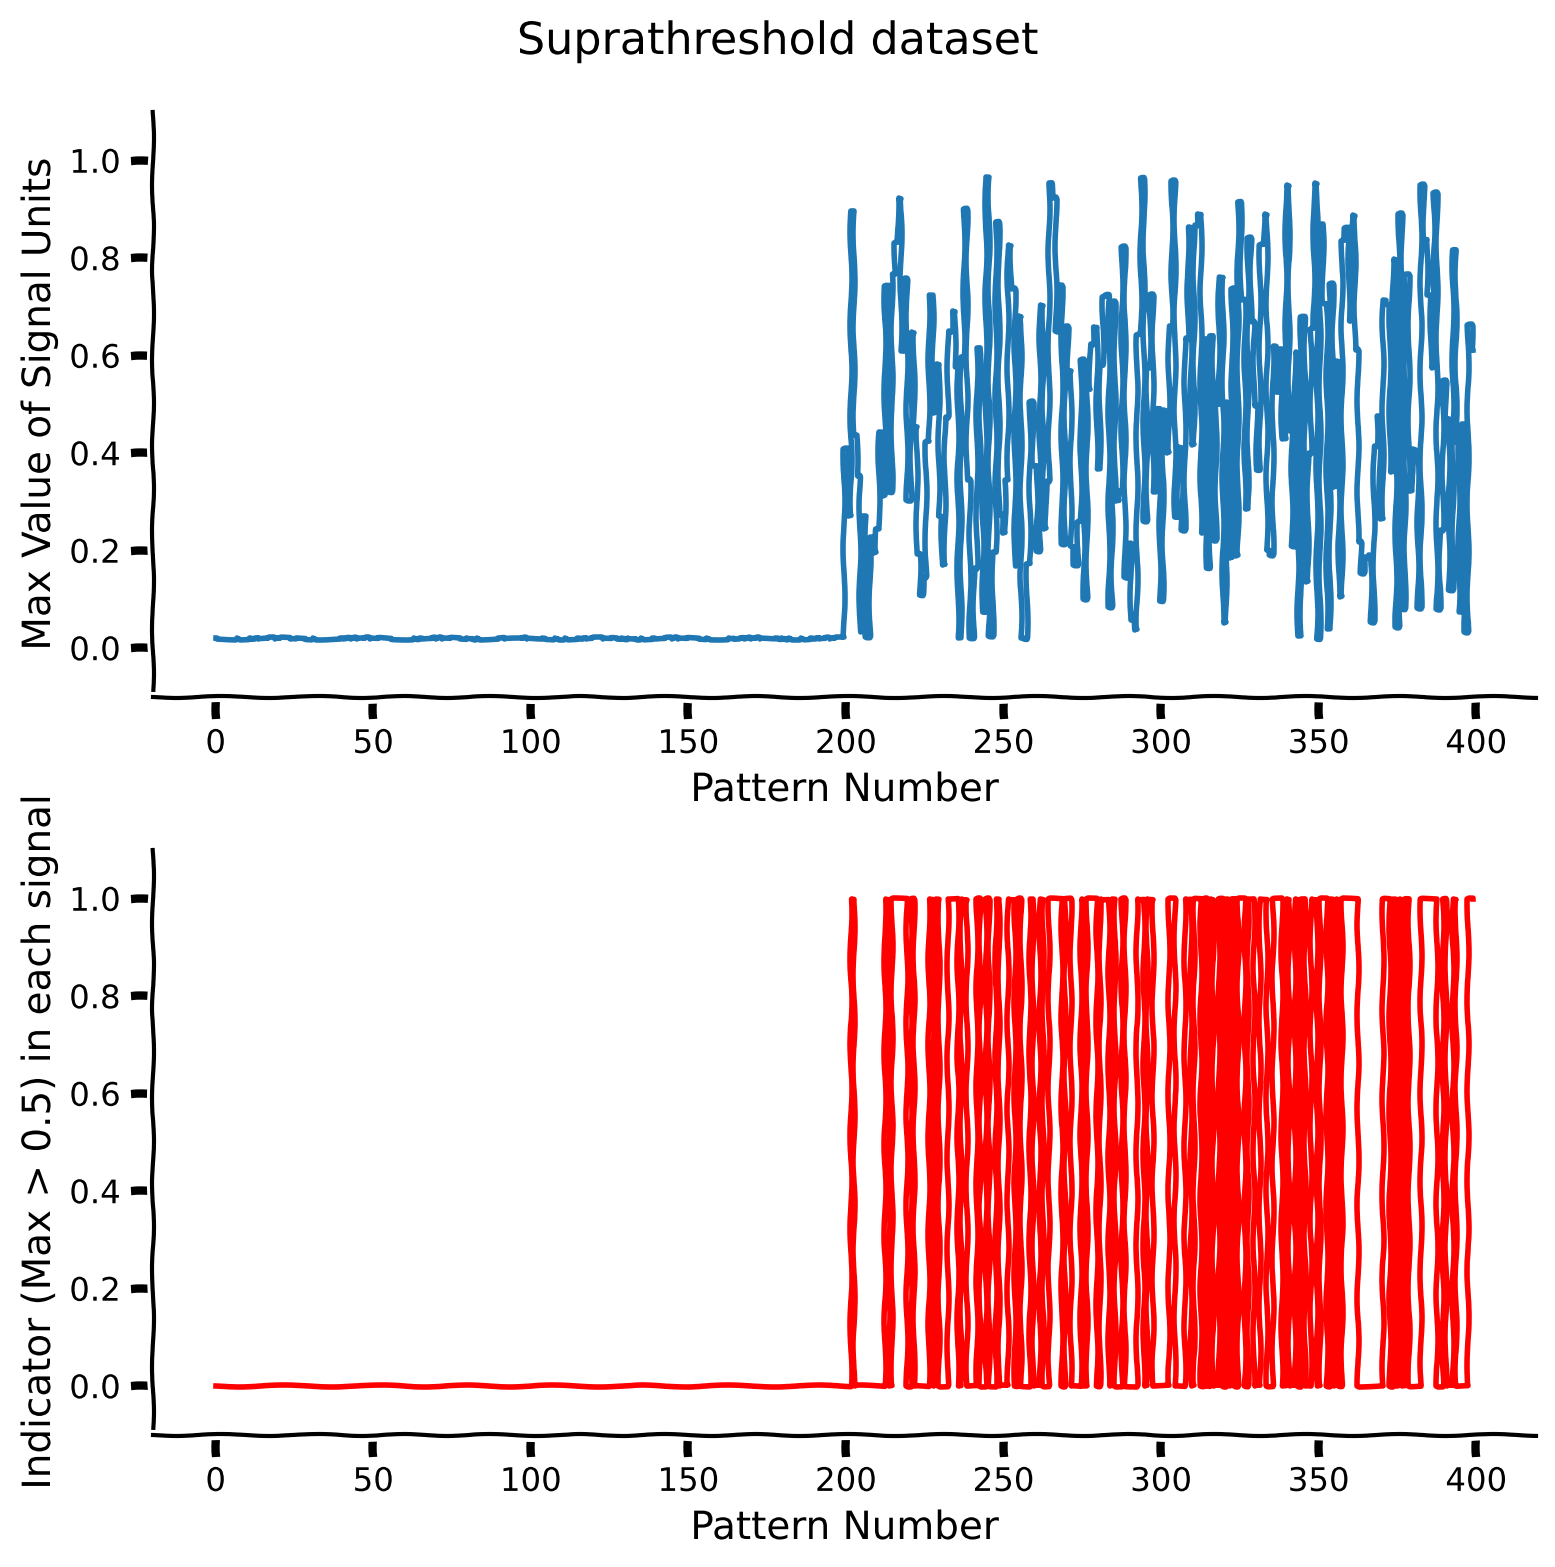 Suprathreshold dataset
Max Value of Signal Units
1.0
0.8
0.6
0.4
0.2
0.0
0 50 100 150 200 250 300 350 400
Pattern Number
Indicator (Max > 0.5) in each signal
1.0
0.8
0.6
0.4
0.2
0.0
0 50 100 150 200 250 300 350 400
Pattern Number